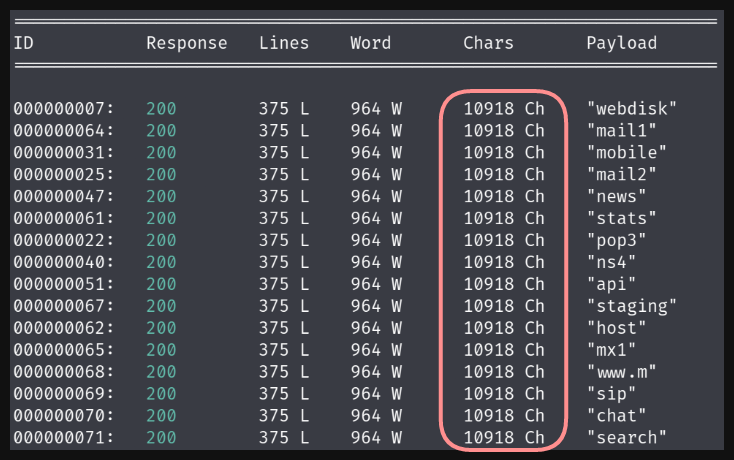 ID Response Lines Word Chars Payload
000000007: 200 375 L 964 W 10918 Ch "webdisk"
000000064: 200 375 L 964 W 10918 Ch "mail1"
000000031: 200 375 L 964 W 10918 Ch "mobile"
000000025: 200 375 L 964 W 10918 Ch "mail2"
000000047: 200 375 L 964 W 10918 Ch "news"
000000061: 200 375 L 964 W 10918 Ch "stats"
000000022: 200 375 L 964 W 10918 Ch "pop3"
000000040: 200 375 L 964 W 10918 Ch "ns4"
000000051: 200 375 L 964 W 10918 Ch "api"
000000067: 200 375 L 964 W 10918 Ch "staging"
000000062: 200 375 L 964 W 10918 Ch "host"
000000065: 200 375 L 964 W 10918 Ch "mx1"
000000068: 200 375 L 964 W 10918 Ch "www.m"
000000069: 200 375 L 964 W 10918 Ch "sip"
000000070: 200 375 L 964 W 10918 Ch "chat"
000000071: 200 375 L 964 W 10918 Ch "search"